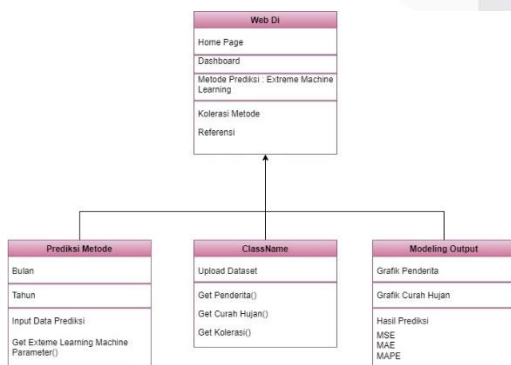 Web Di
Home Page
Dashboard
Metode Prediksi : Extreme Machine
Learning
Kolerasi Metode
Referensi
Prediksi Metode
Bulan
Tahun
Input Data Prediksi
Get Exteme Learning Machine
Parameter()
ClassName
Upload Dataset
Get Penderita()
Get Curah Hujan()
Get Kolerasi()
Modeling Output
Grafik Penderita
Grafik Curah Hujan
Hasil Prediksi
MSE
MAE
MAPE